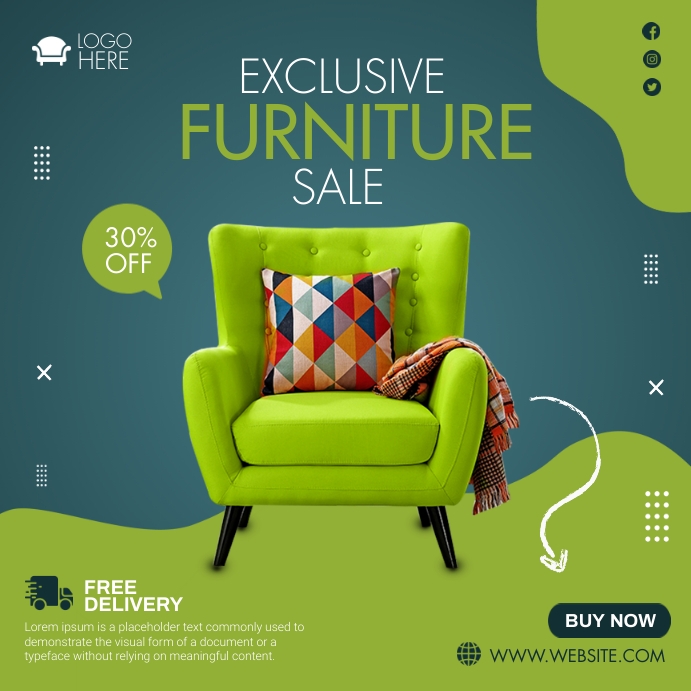 LOGO
HERE
EXCLUSIVE
FURNITURE
SALE
30%
OFF
FREE
DELIVERY
Lorem ipsum is a placeholder text commonly used to
demonstrate the visual form of a document or a
typeface without relying on meaningful content.
BUY NOW
WWW.WEBSITE.COM